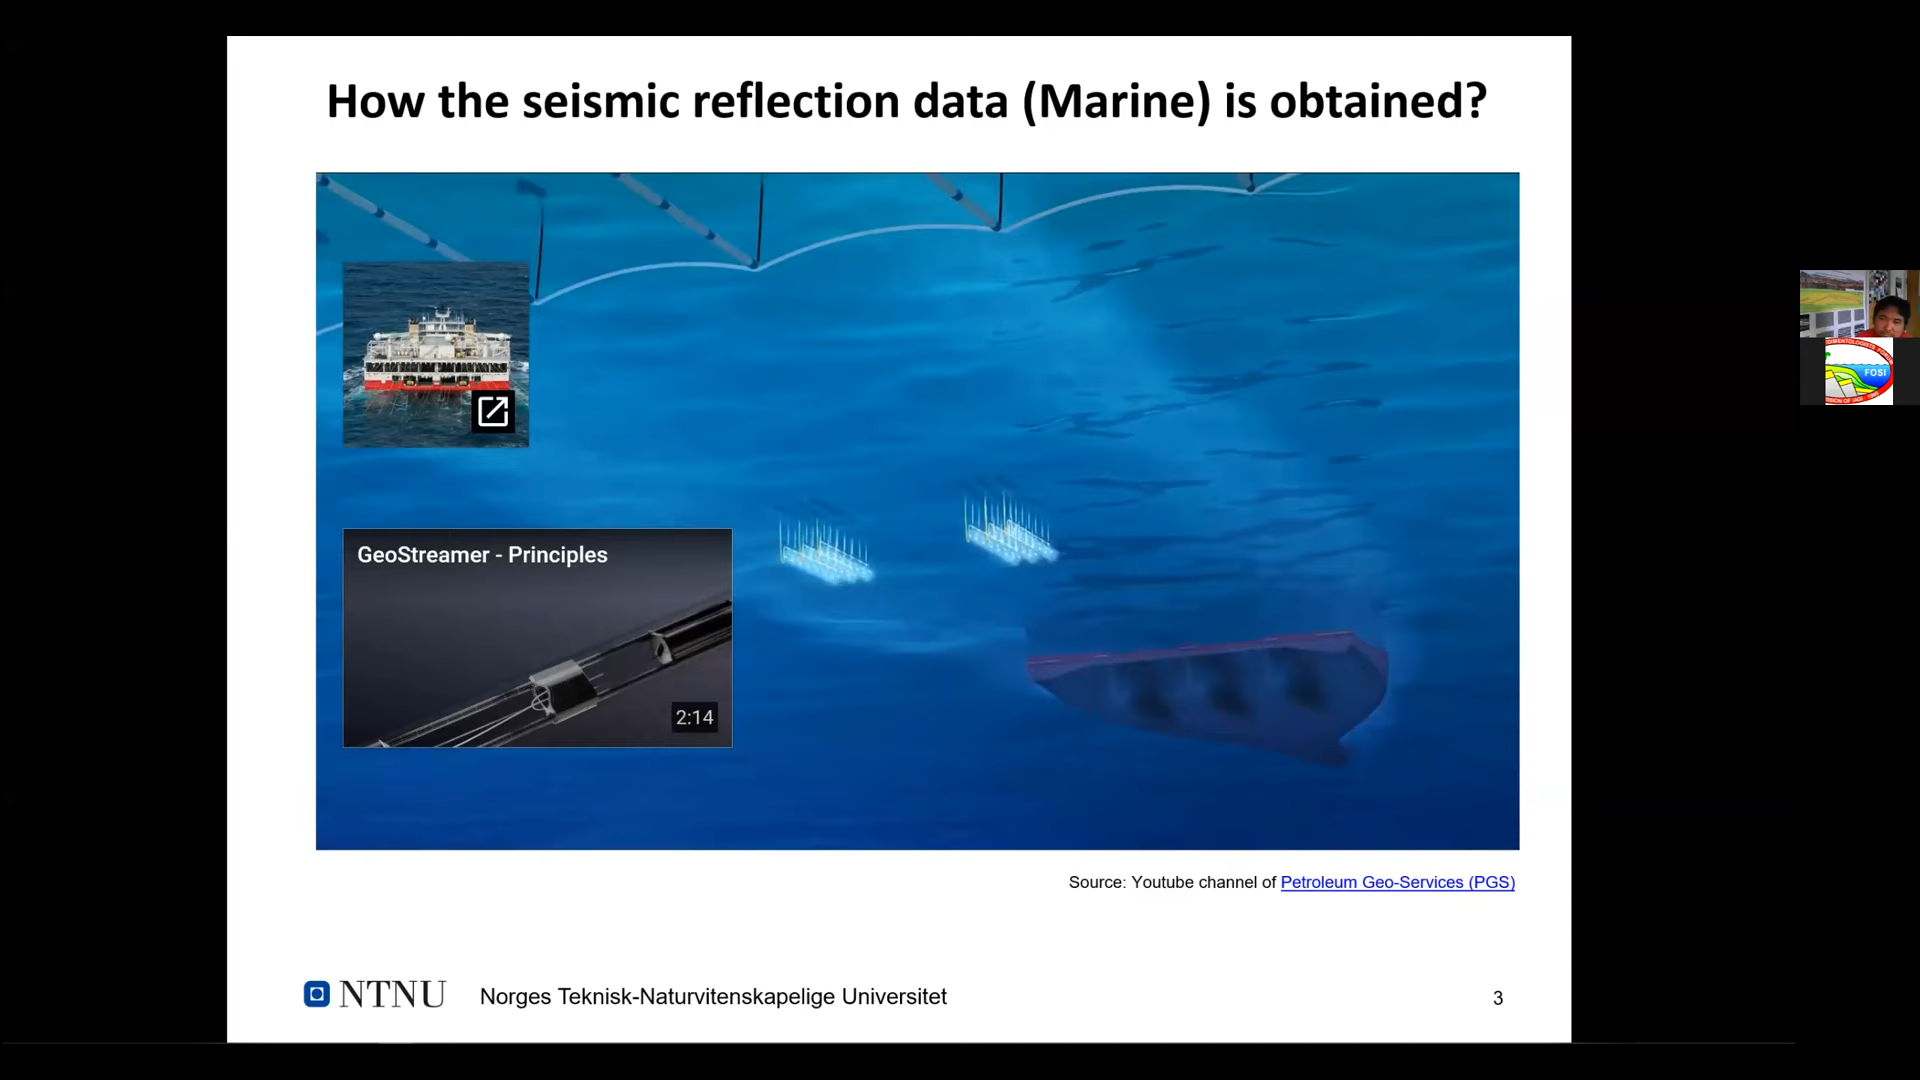 How the seismic reflection data (Marine) is obtained?
GeoStreamer - Principles
2:14
Source: Youtube channel of Petroleum Geo-Services (PGS)
NTNU
Norges Teknisk-Naturvitenskapelige Universitet
3
FOSI